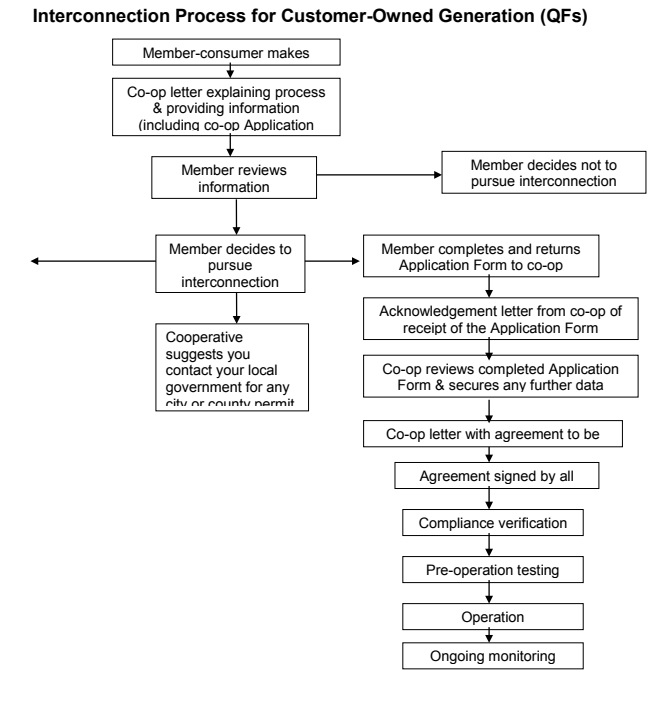 Interconnection Process for Customer-Owned Generation (QFs)
Member-consumer makes
Co-op letter explaining process
& providing information
(including co-op Application
Member reviews
information
Member decides not to
pursue interconnection
Member decides to
pursue
interconnection
Member completes and returns
Application Form to co-op
Acknowledgement letter from co-op of
receipt of the Application Form
Cooperative
suggests you
contact your local
government for any
city or county permit
Co-op reviews completed Application
Form & secures any further data
Co-op letter with agreement to be
Agreement signed by all
Compliance verification
Pre-operation testing
Operation
Ongoing monitoring